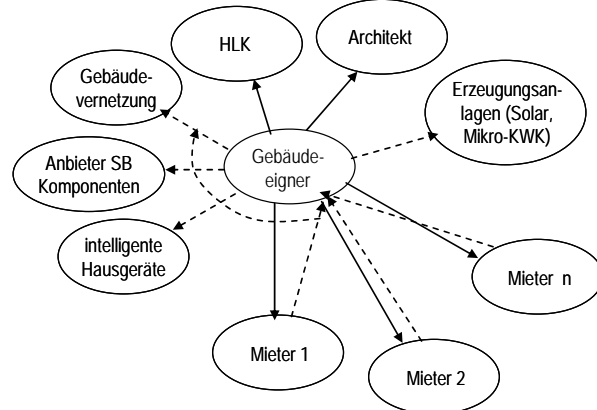 HLK
Architekt
Gebäude-
vernetzung
Erzeugungsan-
lagen (Solar,
Mikro-KWK)
Gebäude-
eigner
Anbieter SB
Komponenten
intelligente
Hausgeräte
Mieter n
Mieter 1
Mieter 2